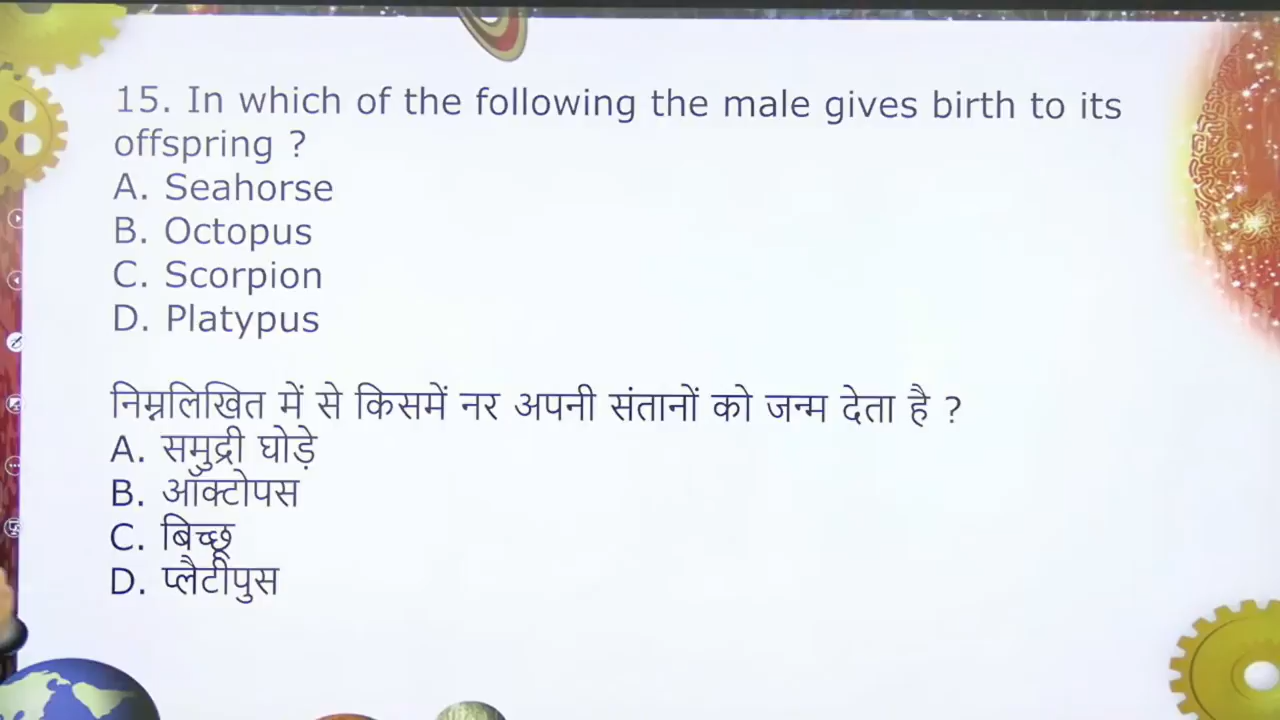 15. In which of the following the male gives birth to its
offspring ?
A. Seahorse
B. Octopus
C. Scorpion
D. Platypus
निम्नलिखित में से किसमें नर अपनी संतानों को जन्म देता है ?
A. समुद्री घोड़े
B. ऑक्टोपस
C. बिच्छू
D. प्लैटीपुस